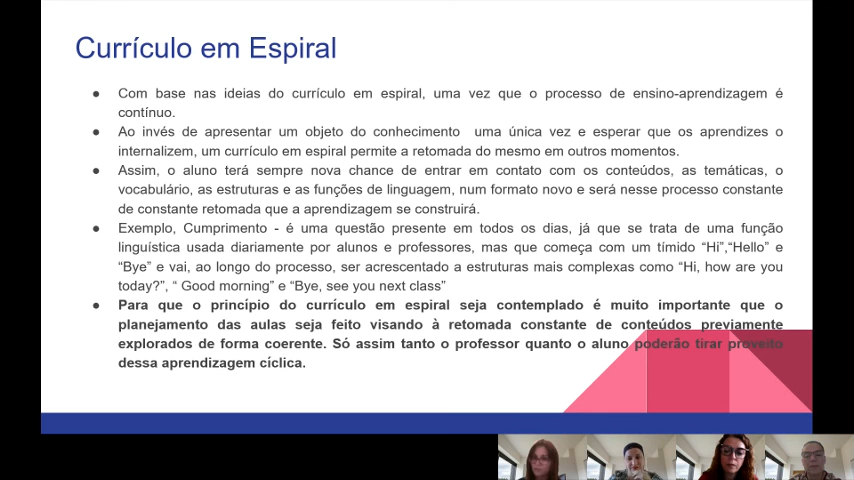 Currículo em Espiral
● Com base nas ideias do currículo em espiral, uma vez que o processo de ensino-aprendizagem é
contínuo.
● Ao invés de apresentar um objeto do conhecimento uma única vez e esperar que os aprendizes o
internalizem, um currículo em espiral permite a retomada do mesmo em outros momentos.
● Assim, o aluno terá sempre nova chance de entrar em contato com os conteúdos, as temáticas, o
vocabulário, as estruturas e as funções de linguagem, num formato novo e será nesse processo constante
de constante retomada que a aprendizagem se construirá.
● Exemplo, Cumprimento - é uma questão presente em todos os dias, já que se trata de uma função
linguística usada diariamente por alunos e professores, mas que começa com um tímido “Hi”,“Hello” e
“Bye” e vai, ao longo do processo, ser acrescentado a estruturas mais complexas como “Hi, how are you
today?”, “ Good morning” e “Bye, see you next class”
● Para que o princípio do currículo em espiral seja contemplado é muito importante que o
planejamento das aulas seja feito visando à retomada constante de conteúdos previamente
explorados de forma coerente. Só assim tanto o professor quanto o aluno poderão tirar proveito
dessa aprendizagem cíclica.